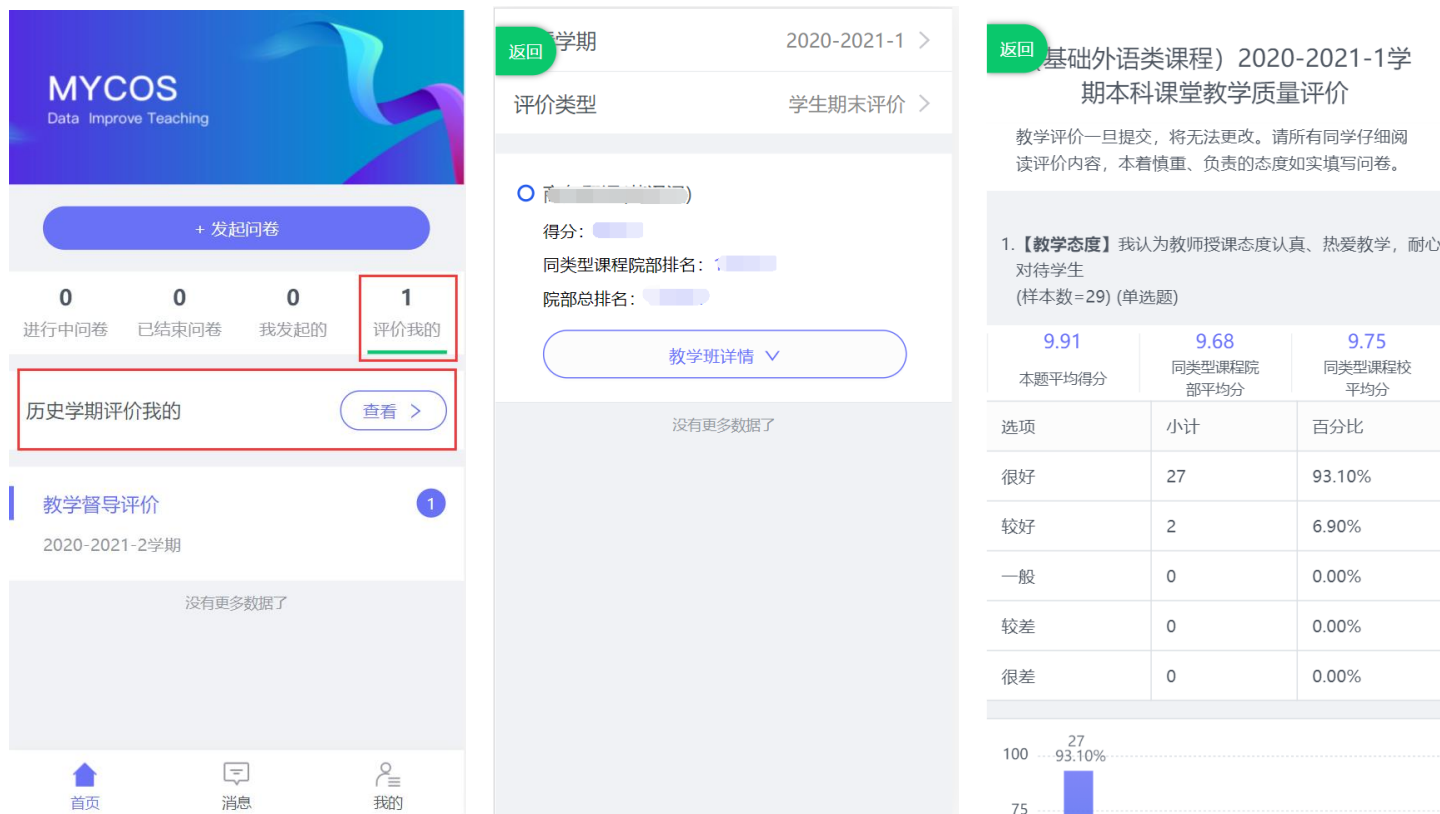 MYCOS
Data Improve Teaching
+ 发起问卷
0
进行中问卷
0
已结束问卷
0
我发起的
1
评价我的
历史学期评价我的
查看 >
教学督导评价
1
2020-2021-2学期
没有更多数据了
首页
消息
我的
返回
学期
2020-2021-1 >
评价类型
学生期末评价 >
得分:
同类型课程院部排名:
院部总排名:
教学班详情
没有更多数据了
返回
基础外语类课程）2020-2021-1学
期本科课堂教学质量评价
教学评价一旦提交，将无法更改。请所有同学仔细阅
读评价内容，本着慎重、负责的态度如实填写问卷。
1.【教学态度】我认为教师授课态度认真、热爱教学，耐心
对待学生
(样本数=29) (单选题)
9.91
本题平均得分
9.68
同类型课程院
部平均分
9.75
同类型课程校
平均分
选项 小计 百分比
很好 27 93.10%
较好 2 6.90%
一般 0 0.00%
较差 0 0.00%
很差 0 0.00%
27
93.10%
100
75